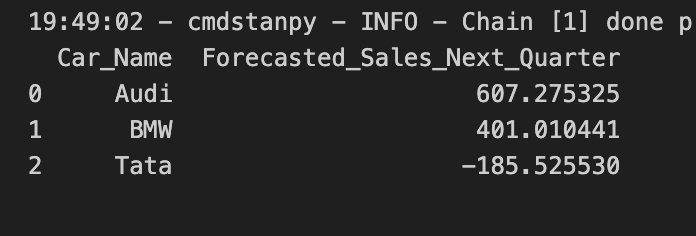 19:49:02 - cmdstanpy - INFO - Chain [1] done p
Car_Name Forecasted_Sales_Next_Quarter
0 Audi 607.275325
1 BMW 401.010441
2 Tata -185.525530